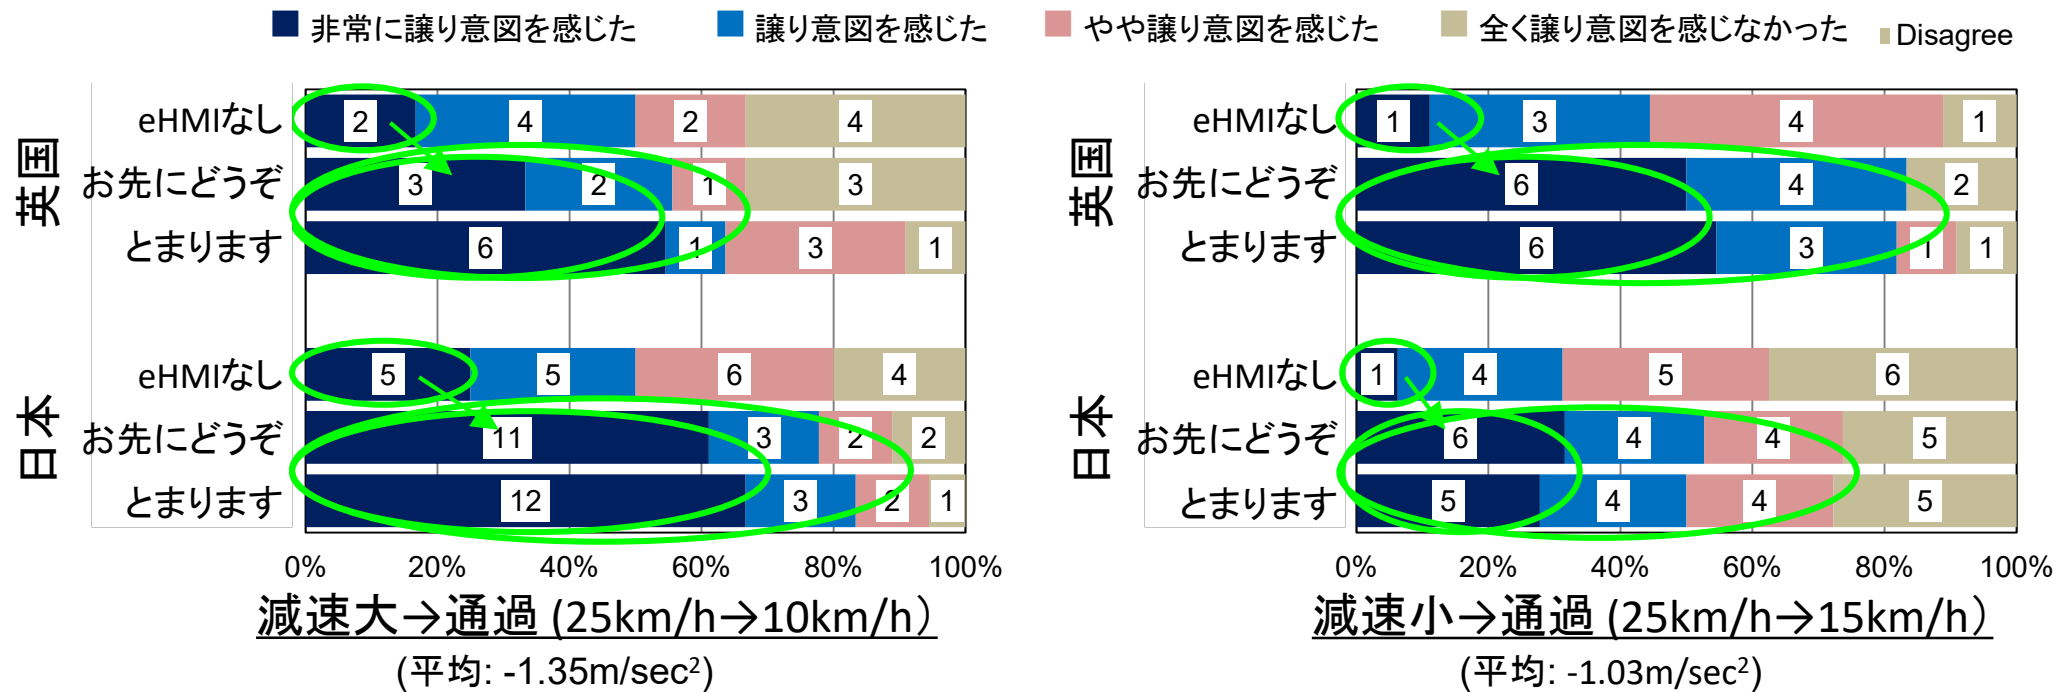 非常に譲り意図を感じた 譲り意図を感じた やや譲り意図を感じた 全く譲り意図を感じなかった Disagree
英国
eHMIなし 2 4 2 4
お先にどうぞ 3 2 1 3
とまります 6 1 3 1
日本
eHMIなし 5 5 6 4
お先にどうぞ 11 3 2 2
とまります 12 3 2 1
0% 20% 40% 60% 80% 100%
減速大→通過 (25km/h→10km/h)
(平均: -1.35m/sec²)
英国
eHMIなし 1 3 4 1
お先にどうぞ 6 4 2
とまります 6 3 1 1
日本
eHMIなし 1 4 5 6
お先にどうぞ 6 4 4 5
とまります 5 4 4 5
0% 20% 40% 60% 80% 100%
減速小→通過 (25km/h→15km/h)
(平均: -1.03m/sec²)